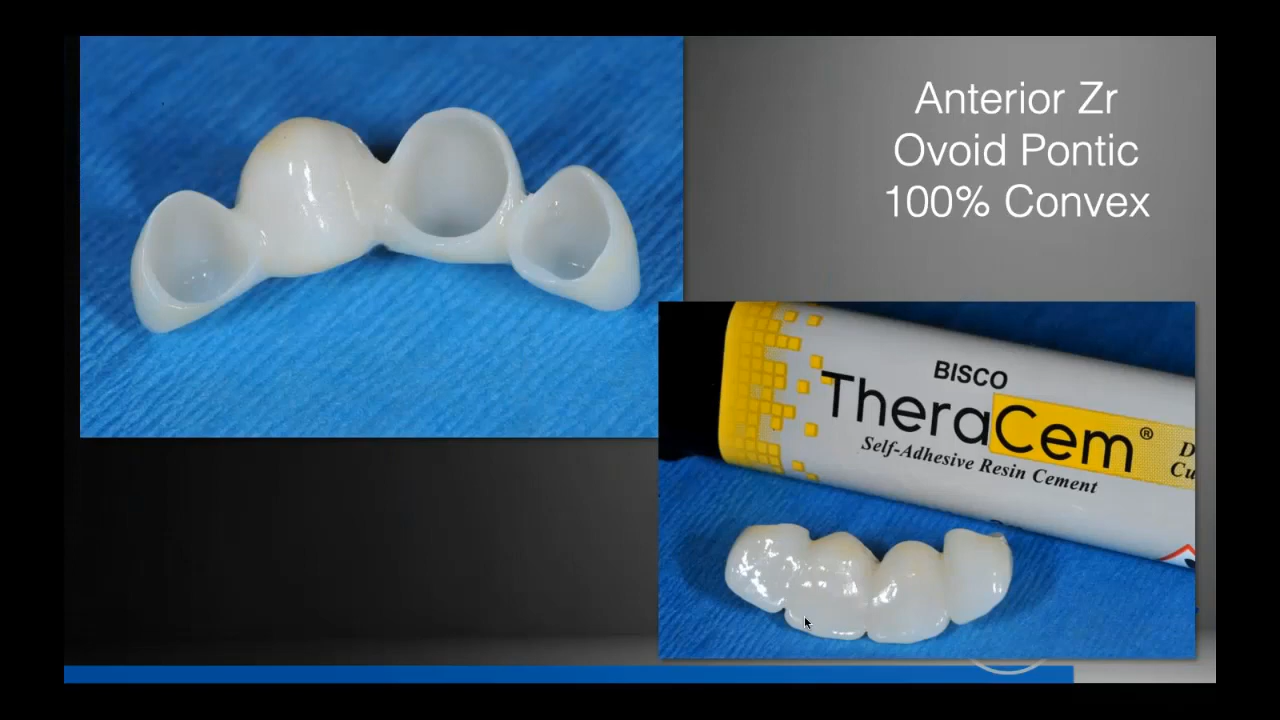 Anterior Zr
Ovoid Pontic
100% Convex
BISCO
TheraCem®
Self-Adhesive Resin Cement